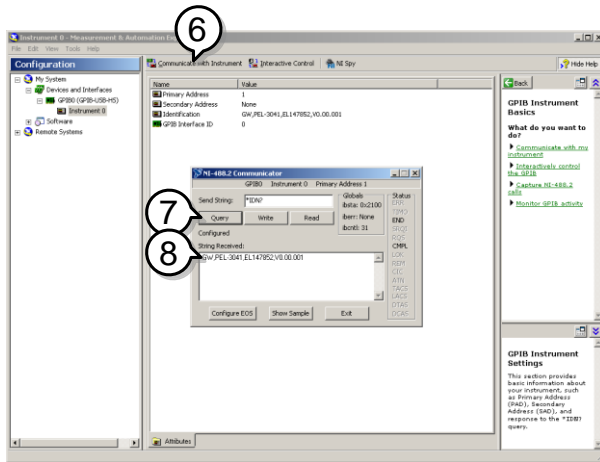 6
Instrument 0 - Measurement & Automation Ex
File Edit View Tools Help
Configuration
Communicate with Instrument Interactive Control NI Spy
Hide Help
My System
Devices and Interfaces
GPIB0 (GPIB-USB-HS)
Instrument 0
Software
Remote Systems
Name Value
Primary Address 1
Secondary Address None
Identification GW,PEL-3041,EL147852,V0.00.001
GPIB Interface ID 0
NI-488.2 Communicator
GPIB0 Instrument 0 Primary Address 1
Send String: *IDN?
Globals
ibsta: 0x2100
iberr: None
ibcntl: 31
Status
ERR
TIMO
END
SRQI
RQS
CMPL
LOK
REM
CIC
ATN
TACS
LACS
DTAS
DCAS
7
Query Write Read
Configured
8
String Received:
GW,PEL-3041,EL147852,V0.00.001
Configure EOS Show Sample Exit
Attributes
Back
GPIB Instrument
Basics
What do you want to
do?
Communicate with my
instrument
Interactively control
the GPIB
Capture NI-488.2
calls
Monitor GPIB activity
GPIB Instrument
Settings
This section provides
basic information about
your instrument, such
as Primary Address
(PAD), Secondary
Address (SAD), and
response to the *IDN?
query.